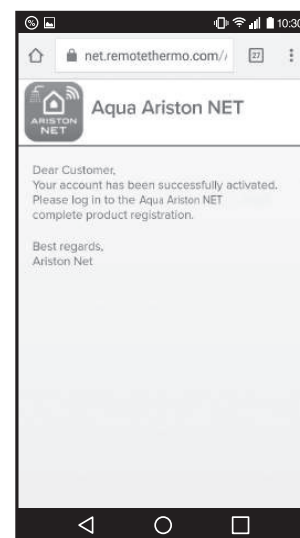 10:30
net.remotethermo.com/
27
ARISTON
NET
Aqua Ariston NET
Dear Customer,
Your account has been successfully activated.
Please log in to the Aqua Ariston NET
complete product registration.
Best regards,
Ariston Net